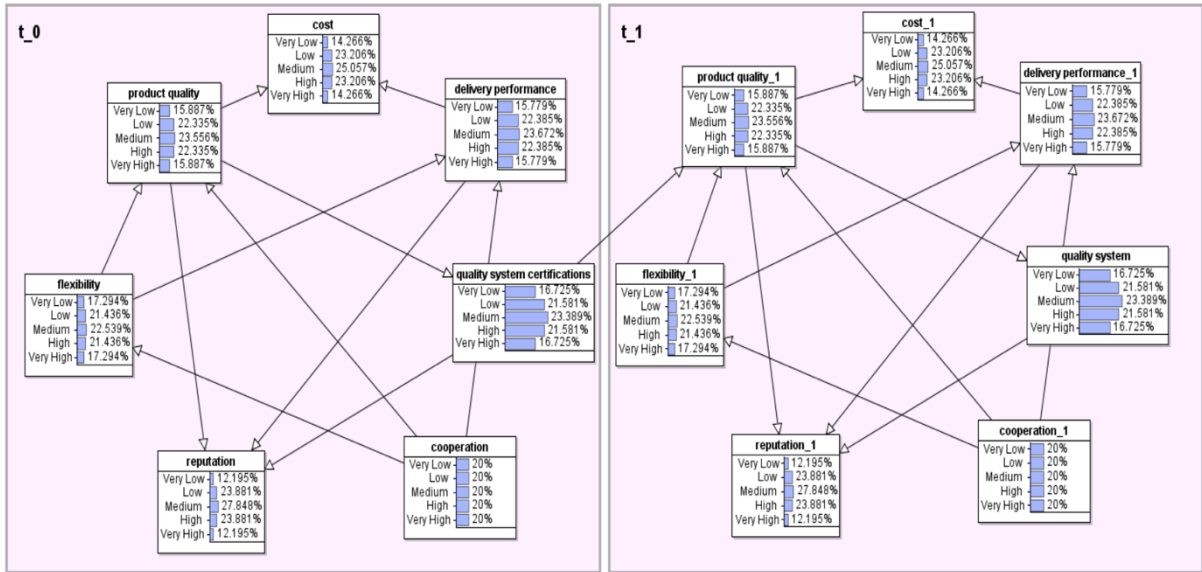 t_0
cost
Very Low 14.266%
Low 23.206%
Medium 25.057%
High 23.206%
Very High 14.266%
product quality
Very Low 15.887%
Low 22.335%
Medium 23.556%
High 22.335%
Very High 15.887%
delivery performance
Very Low 15.779%
Low 22.385%
Medium 23.672%
High 22.385%
Very High 15.779%
flexibility
Very Low 17.294%
Low 21.436%
Medium 22.539%
High 21.436%
Very High 17.294%
quality system certifications
Very Low 16.725%
Low 21.581%
Medium 23.389%
High 21.581%
Very High 16.725%
reputation
Very Low 12.195%
Low 23.881%
Medium 27.848%
High 23.881%
Very High 12.195%
cooperation
Very Low 20%
Low 20%
Medium 20%
High 20%
Very High 20%
t_1
cost_1
Very Low 14.266%
Low 23.206%
Medium 25.057%
High 23.206%
Very High 14.266%
product quality_1
Very Low 15.887%
Low 22.335%
Medium 23.556%
High 22.335%
Very High 15.887%
delivery performance_1
Very Low 15.779%
Low 22.385%
Medium 23.672%
High 22.385%
Very High 15.779%
flexibility_1
Very Low 17.294%
Low 21.436%
Medium 22.539%
High 21.436%
Very High 17.294%
quality system
Very Low 16.725%
Low 21.581%
Medium 23.389%
High 21.581%
Very High 16.725%
reputation_1
Very Low 12.195%
Low 23.881%
Medium 27.848%
High 23.881%
Very High 12.195%
cooperation_1
Very Low 20%
Low 20%
Medium 20%
High 20%
Very High 20%